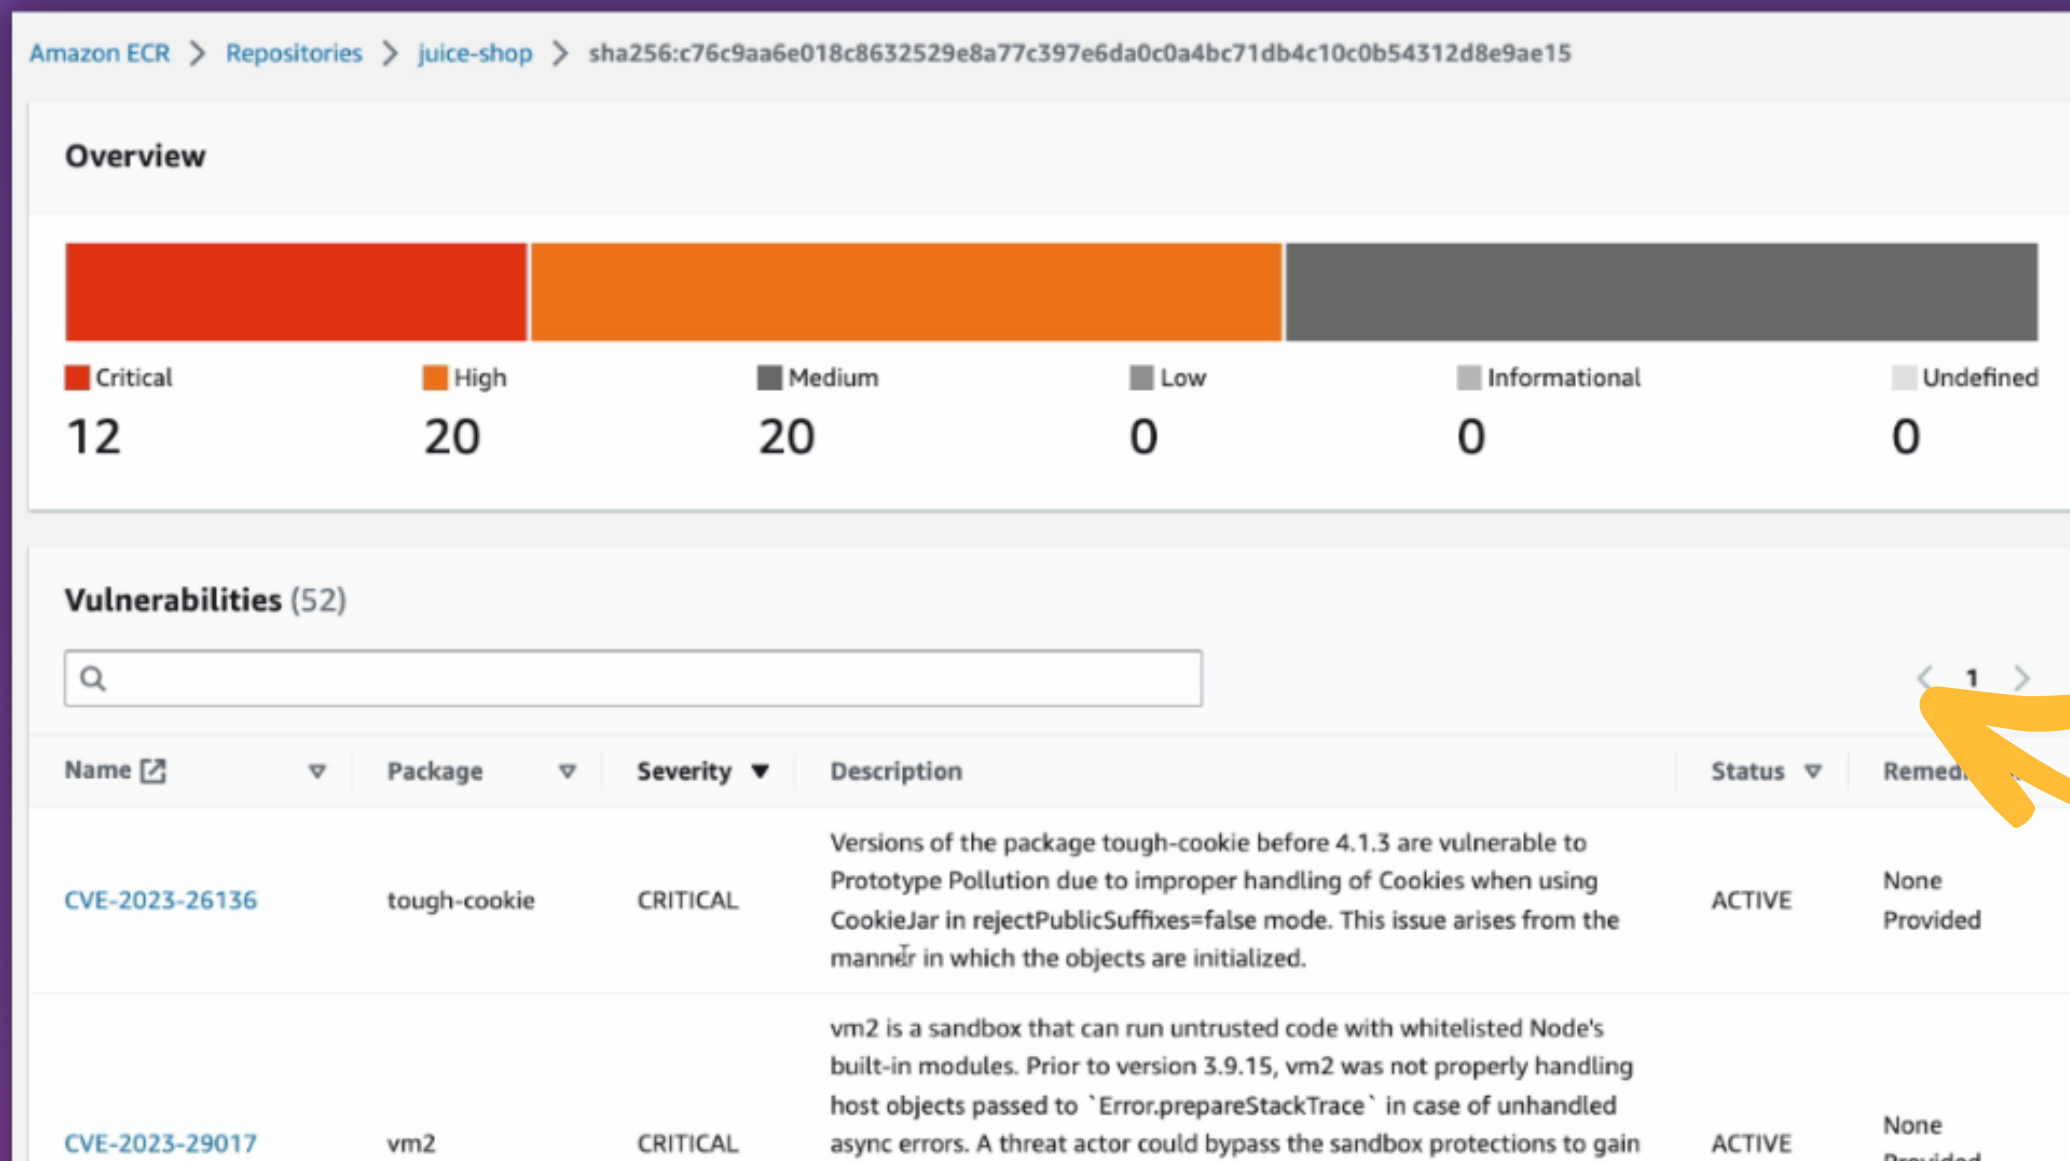 Amazon ECR > Repositories > juice-shop > sha256:c76c9aa6e018c8632529e8a77c397e6da0c0a4bc71db4c10c0b54312d8e9ae15
Overview
Critical High Medium Low Informational Undefined
12 20 20 0 0 0
Vulnerabilities (52)
1
Name Package Severity Description Status
Versions of the package tough-cookie before 4.1.3 are vulnerable to
Prototype Pollution due to improper handling of Cookies when using
CookieJar in rejectPublicSuffixes=false mode. This issue arises from the
manner in which the objects are initialized.
CVE-2023-26136 tough-cookie CRITICAL ACTIVE None
Provided
vm2 is a sandbox that can run untrusted code with whitelisted Node's
built-in modules. Prior to version 3.9.15, vm2 was not properly handling
host objects passed to `Error.prepareStackTrace` in case of unhandled
async errors. A threat actor could bypass the sandbox protections to gain
CVE-2023-29017 vm2 CRITICAL ACTIVE None